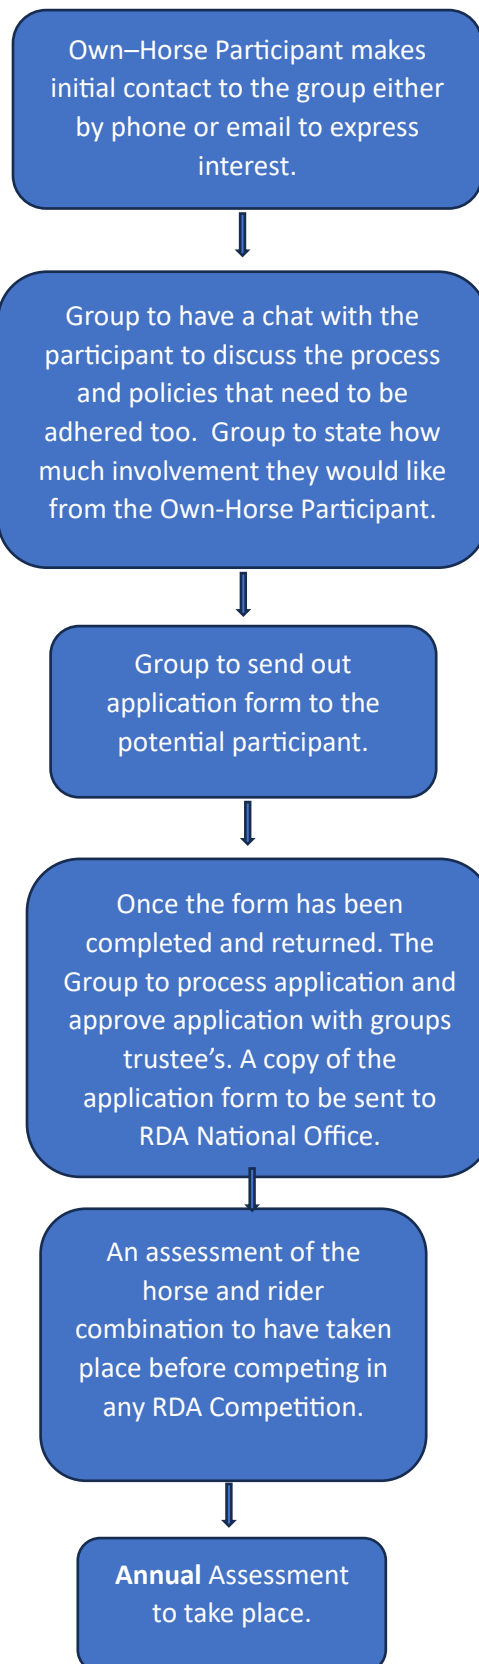 Own–Horse Participant makes
initial contact to the group either
by phone or email to express
interest.
Group to have a chat with the
participant to discuss the process
and policies that need to be
adhered too.  Group to state how
much involvement they would like
from the Own-Horse Participant.
Group to send out
application form to the
potential participant.
Once the form has been
completed and returned. The
Group to process application and
approve application with groups
trustee’s. A copy of the
application form to be sent to
RDA National Office.
An assessment of the
horse and rider
combination to have taken
place before competing in
any RDA Competition.
Annual Assessment
to take place.